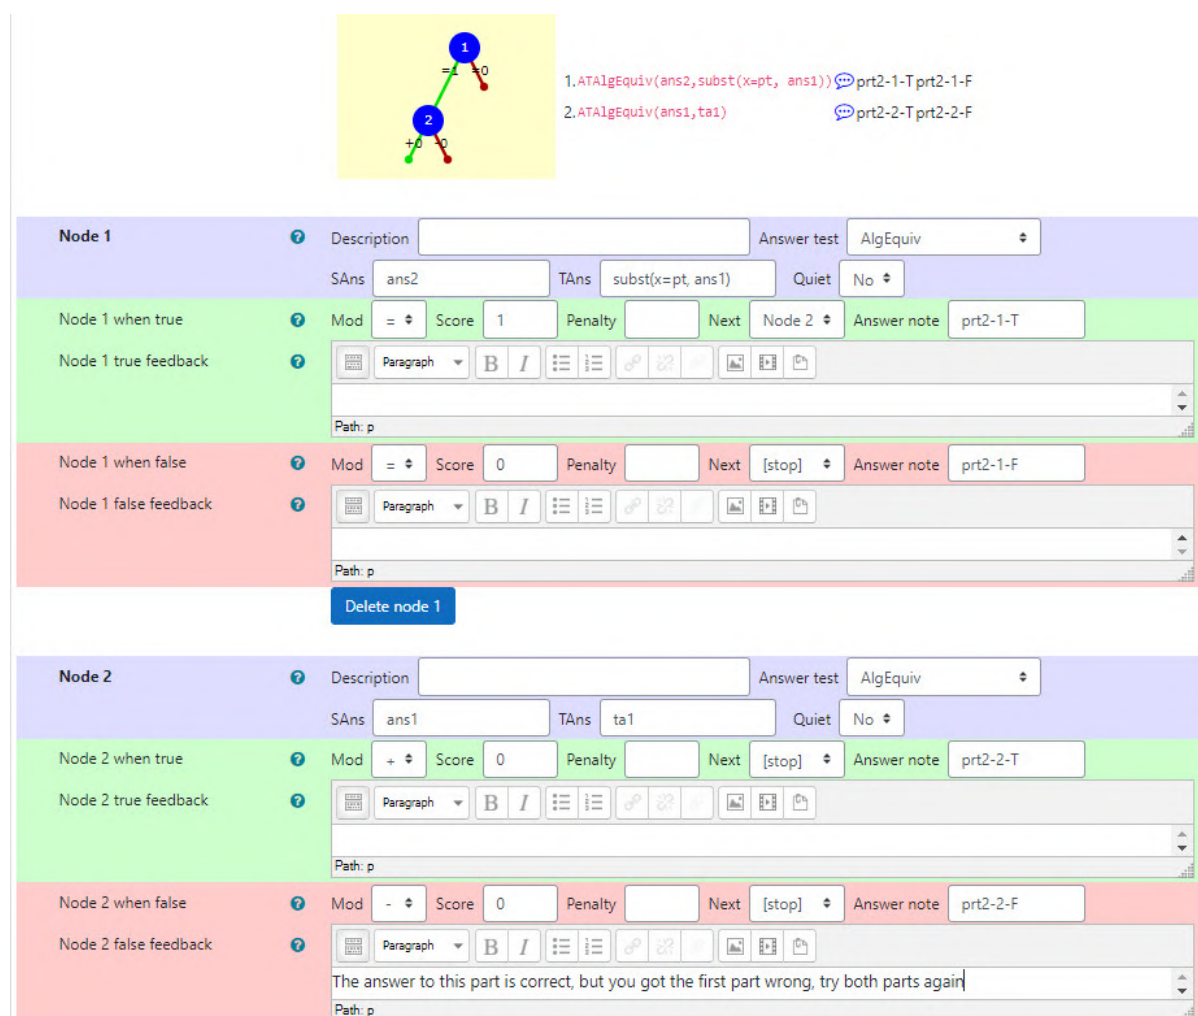 1
=1 =0
1.ATAlgEquiv(ans2,subst(x=pt, ans1)) prt2-1-T prt2-1-F
2
2.ATAlgEquiv(ans1,ta1) prt2-2-T prt2-2-F
+0 -0
Node 1 Description Answer test AlgEquiv
SAns ans2 TAns subst(x=pt, ans1) Quiet No
Node 1 when true Mod = Score 1 Penalty Next Node 2 Answer note prt2-1-T
Node 1 true feedback Paragraph B I
Path: p
Node 1 when false Mod = Score 0 Penalty Next [stop] Answer note prt2-1-F
Node 1 false feedback Paragraph B I
Path: p
Delete node 1
Node 2 Description Answer test AlgEquiv
SAns ans1 TAns ta1 Quiet No
Node 2 when true Mod + Score 0 Penalty Next [stop] Answer note prt2-2-T
Node 2 true feedback Paragraph B I
Path: p
Node 2 when false Mod - Score 0 Penalty Next [stop] Answer note prt2-2-F
Node 2 false feedback Paragraph B I
The answer to this part is correct, but you got the first part wrong, try both parts again
Path: p